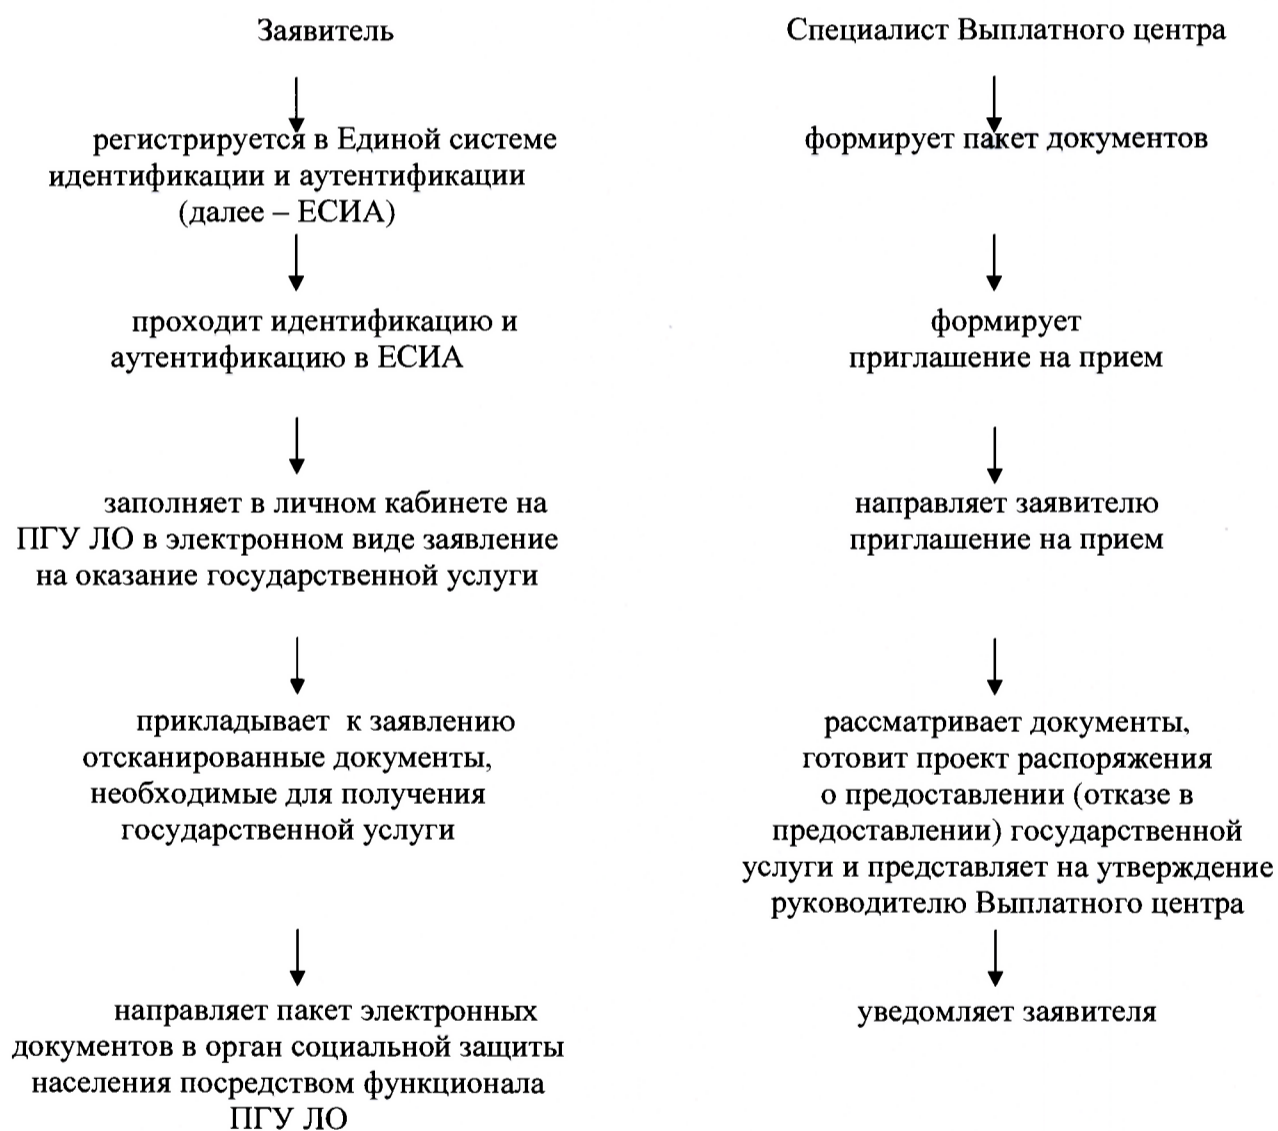 Заявитель
регистрируется в Единой системе
идентификации и аутентификации
(далее – ЕСИА)
проходит идентификацию и
аутентификацию в ЕСИА
заполняет в личном кабинете на
ПГУ ЛО в электронном виде заявление
на оказание государственной услуги
прикладывает к заявлению
отсканированные документы,
необходимые для получения
государственной услуги
направляет пакет электронных
документов в орган социальной защиты
населения посредством функционала
ПГУ ЛО
Специалист Выплатного центра
формирует пакет документов
формирует
приглашение на прием
направляет заявителю
приглашение на прием
рассматривает документы,
готовит проект распоряжения
о предоставлении (отказе в
предоставлении) государственной
услуги и представляет на утверждение
руководителю Выплатного центра
уведомляет заявителя